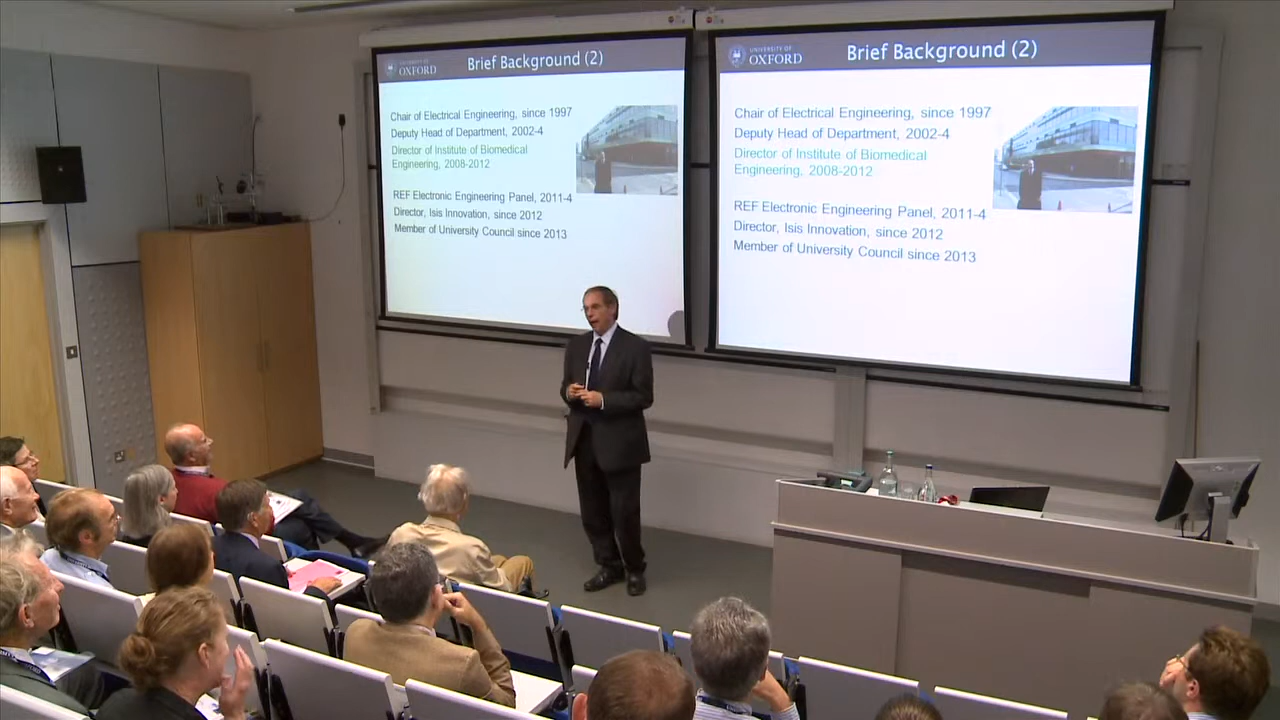 UNIVERSITY OF
OXFORD
Brief Background (2)
Chair of Electrical Engineering, since 1997
Deputy Head of Department, 2002-4
Director of Institute of Biomedical
Engineering, 2008-2012
REF Electronic Engineering Panel, 2011-4
Director, Isis Innovation, since 2012
Member of University Council since 2013
UNIVERSITY OF
OXFORD
Brief Background (2)
Chair of Electrical Engineering, since 1997
Deputy Head of Department, 2002-4
Director of Institute of Biomedical
Engineering, 2008-2012
REF Electronic Engineering Panel, 2011-4
Director, Isis Innovation, since 2012
Member of University Council since 2013